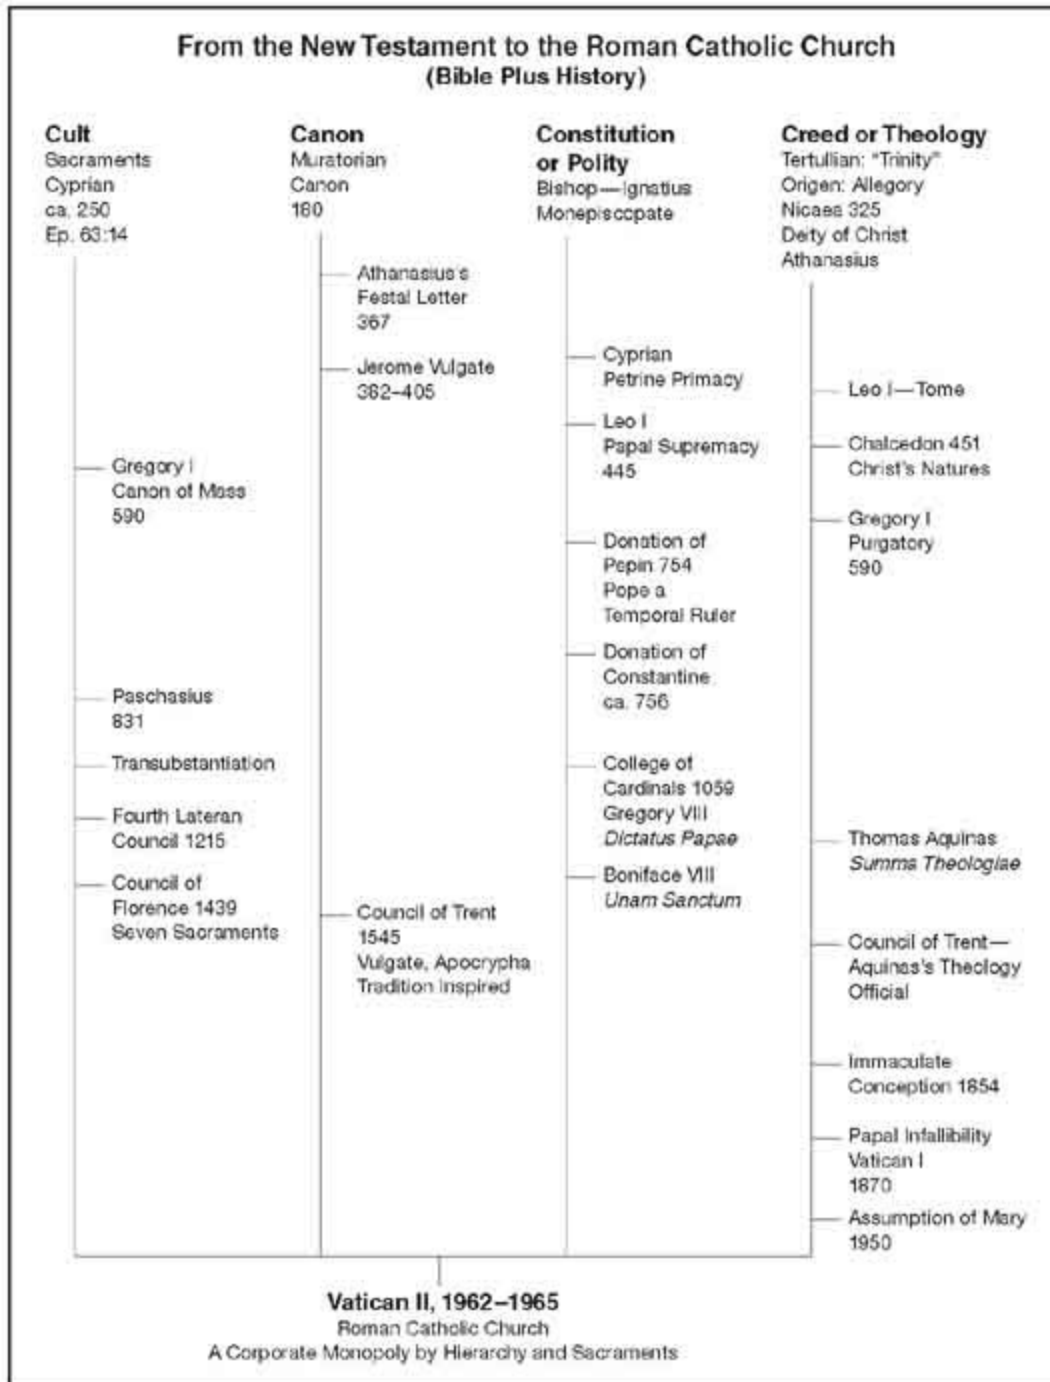 From the New Testament to the Roman Catholic Church
(Bible Plus History)
Cult
Sacraments
Cyprian
ca. 250
Ep. 63:14
Gregory I
Canon of Mass
590
Paschasius
831
Transubstantiation
Fourth Lateran
Council 1215
Council of
Florence 1439
Seven Sacraments
Canon
Muratorian
Canon
180
Athanasius's
Festal Letter
367
Jerome Vulgate
382–405
Council of Trent
1545
Vulgate, Apocrypha
Tradition Inspired
Constitution
or Polity
Bishop—Ignatius
Monepiscopate
Cyprian
Petrine Primacy
Leo I
Papal Supremacy
445
Donation of
Pepin 754
Pope a
Temporal Ruler
Donation of
Constantine
ca. 756
College of
Cardinals 1059
Gregory VIII
Dictatus Papae
Boniface VIII
Unam Sanctum
Creed or Theology
Tertullian: “Trinity”
Origen: Allegory
Nicaea 325
Deity of Christ
Athanasius
Leo I—Tome
Chalcedon 451
Christ's Natures
Gregory I
Purgatory
590
Thomas Aquinas
Summa Theologiae
Council of Trent—
Aquinas's Theology
Official
Immaculate
Conception 1854
Papal Infallibility
Vatican I
1870
Assumption of Mary
1950
Vatican II, 1962–1965
Roman Catholic Church
A Corporate Monopoly by Hierarchy and Sacraments